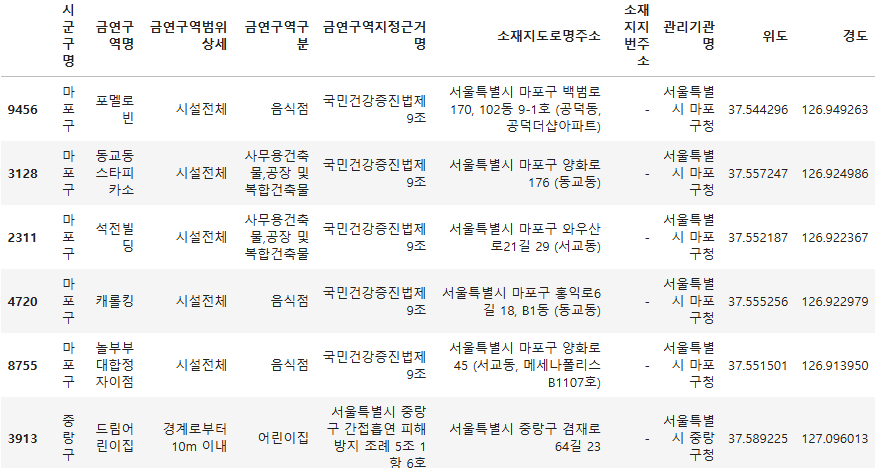 시군구명 금연구역명 금연구역범위상세 금연구역구분 금연구역지정근거명 소재지도로명주소 소재지지번주소 관리기관명 위도 경도
9456 마포구 포멜로빈 시설전체 음식점 국민건강증진법제9조 서울특별시 마포구 백범로 170, 102동 9-1호 (공덕동, 공덕더샵아파트) - 서울특별시 마포구청 37.544296 126.949263
3128 마포구 동교동스타피카소 시설전체 사무용건축물,공장 및 복합건축물 국민건강증진법제9조 서울특별시 마포구 양화로 176 (동교동) - 서울특별시 마포구청 37.557247 126.924986
2311 마포구 석전빌딩 시설전체 사무용건축물,공장 및 복합건축물 국민건강증진법제9조 서울특별시 마포구 와우산로21길 29 (서교동) - 서울특별시 마포구청 37.552187 126.922367
4720 마포구 캐롤킹 시설전체 음식점 국민건강증진법제9조 서울특별시 마포구 홍익로6길 18, B1동 (동교동) - 서울특별시 마포구청 37.555256 126.922979
8755 마포구 놀부부대합정자이점 시설전체 음식점 국민건강증진법제9조 서울특별시 마포구 양화로 45 (서교동, 메세나폴리스 B1107호) - 서울특별시 마포구청 37.551501 126.913950
3913 중랑구 드림어린이집 경계로부터 10m 이내 어린이집 서울특별시 중랑구 간접흡연 피해방지 조례 5조 1항 6호 서울특별시 중랑구 겸재로64길 23 - 서울특별시 중랑구청 37.589225 127.096013